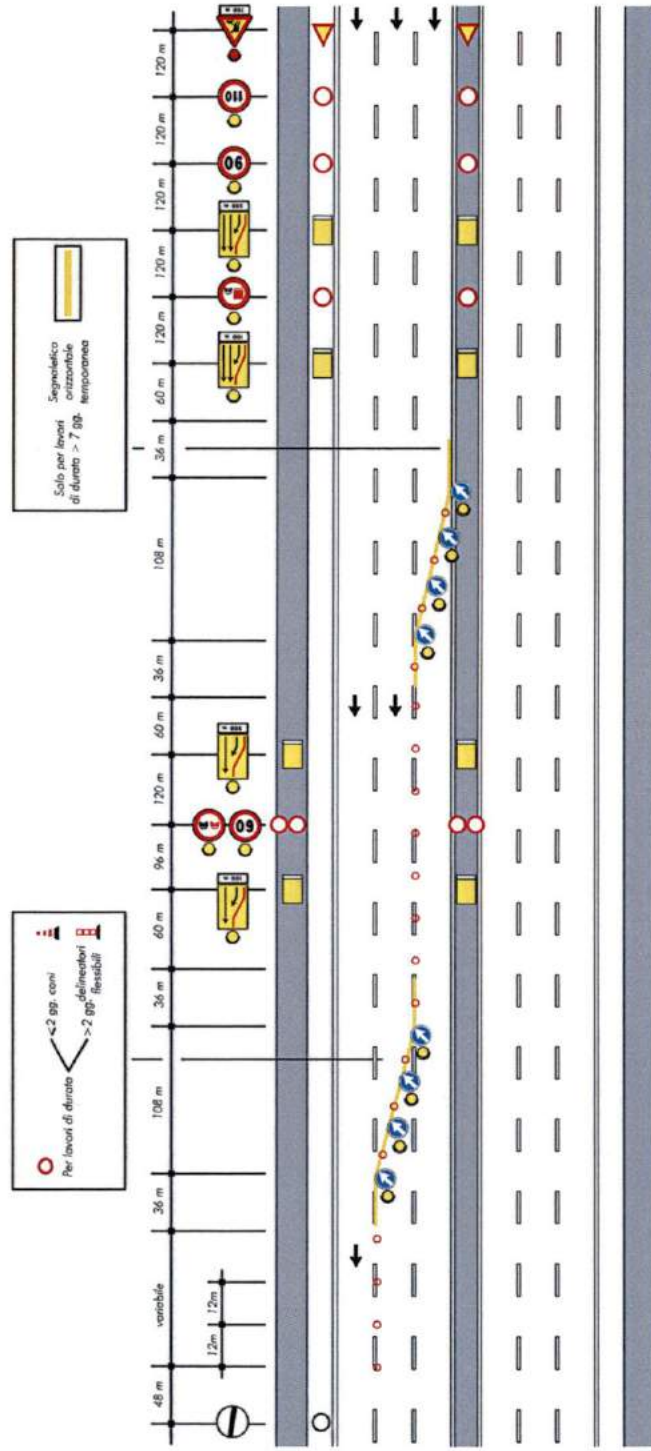 Per lavori di durata
≤2 gg. coni
>2 gg. delineatori
flessibili
Solo per lavori
di durata > 7 gg.
Segnaletica
orizzontale
temporanea
48 m
variabile
36 m
108 m
36 m
60 m
96 m
120 m
60 m
36 m
108 m
36 m
60 m
120 m
120 m
120 m
120 m
120 m
12m
12m
60
90
110